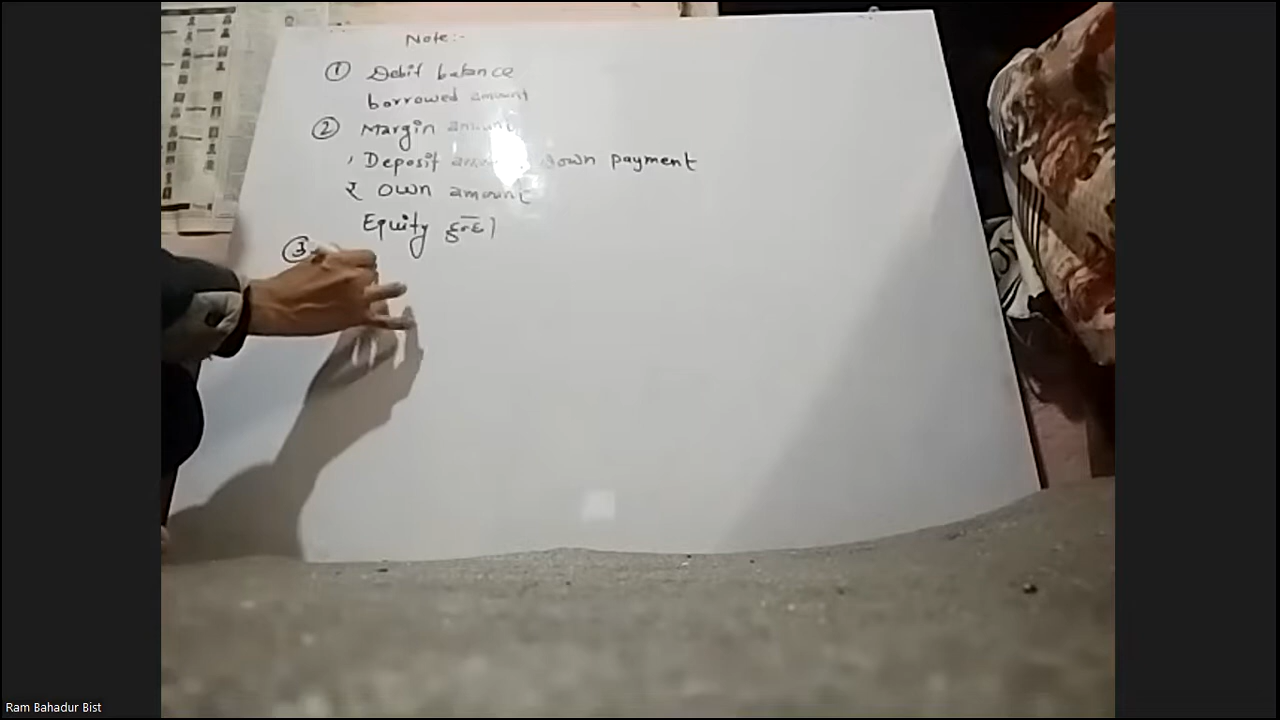 Note:-
① Debit balance
borrowed amount
② Margin amount
, Deposit amount, down payment
र own amount
Equity हुन्छ।
③
Ram Bahadur Bist